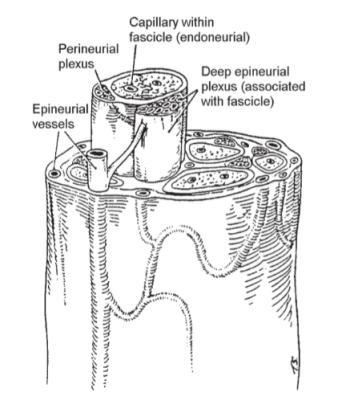 Capillary within
fascicle (endoneurial)
Perineurial
plexus
Deep epineurial
plexus (associated
with fascicle)
Epineurial
vessels